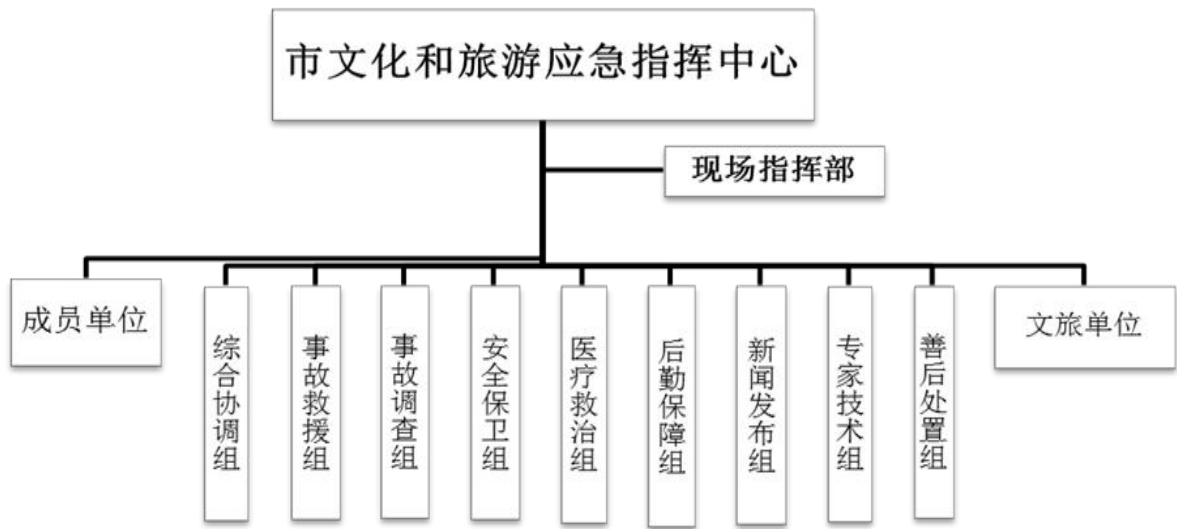 市文化和旅游应急指挥中心
现场指挥部
成员单位
综合协调组
事故救援组
事故调查组
安全保卫组
医疗救治组
后勤保障组
新闻发布组
专家技术组
善后处置组
文旅单位